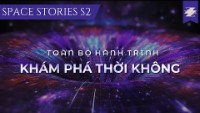 SPACE STORIES S2
TOÀN BỘ HÀNH TRÌNH
KHÁM PHÁ THỜI KHÔNG